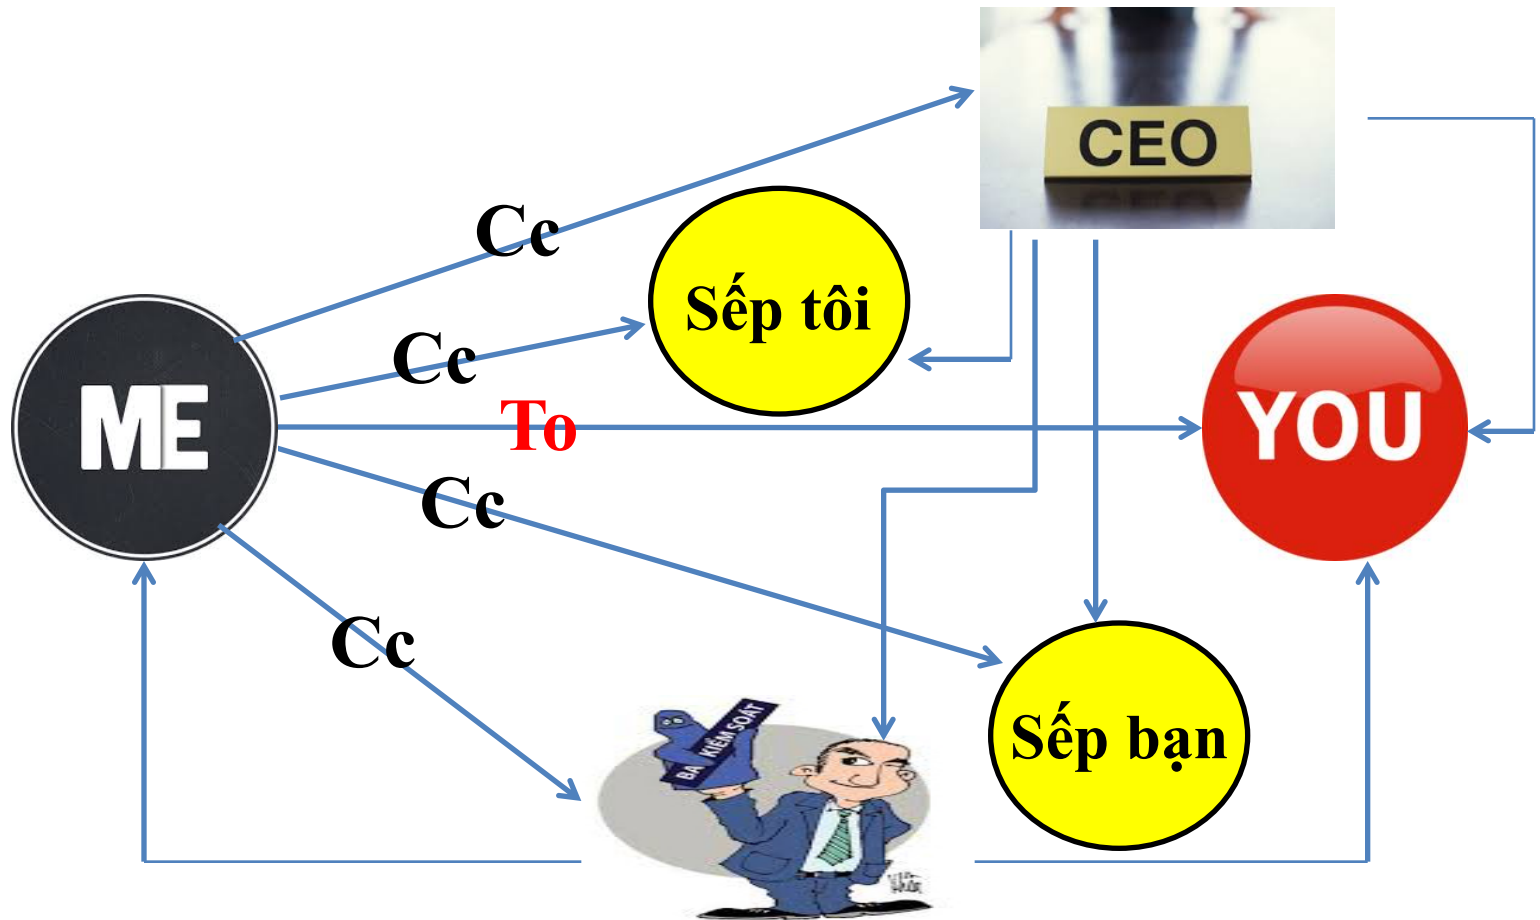 CEO
Cc
Sếp tôi
Cc
ME
To
YOU
Cc
Cc
BAN KIỂM SOÁT
Sếp bạn